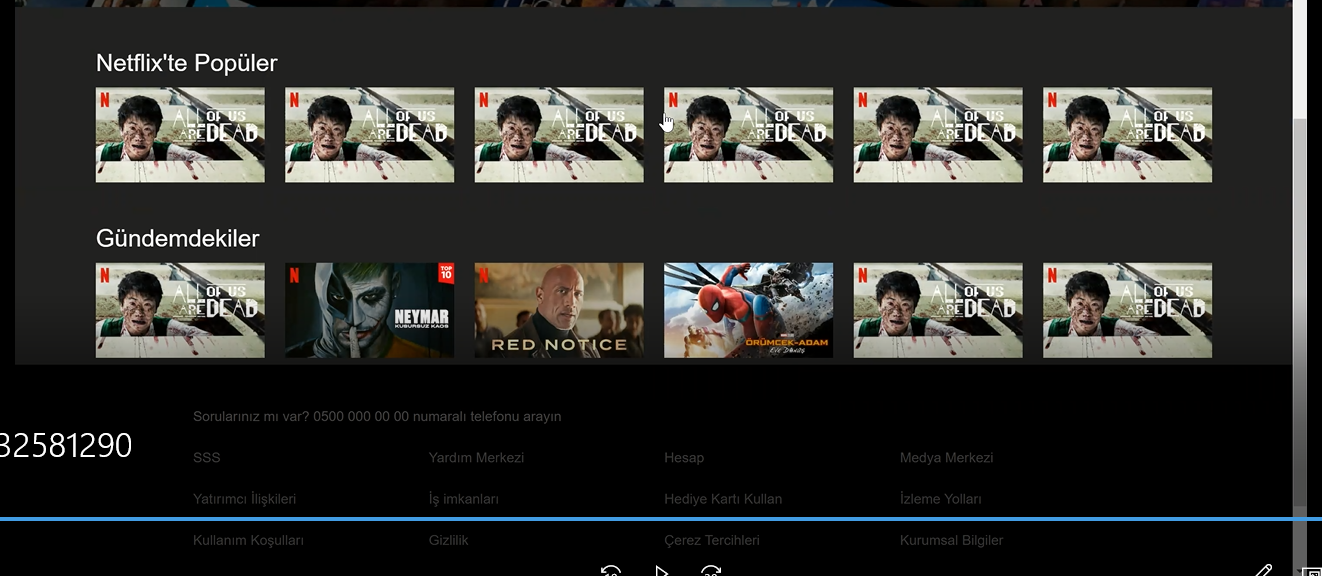 Netflix'te Popüler
N ALL OF US ARE DEAD N ALL OF US ARE DEAD N ALL OF US ARE DEAD N ALL OF US ARE DEAD N ALL OF US ARE DEAD N ALL OF US ARE DEAD
Gündemdekiler
N ALL OF US ARE DEAD N TOP 10 NEYMAR KUSURSUZ KAOS N RED NOTICE ÖRÜMCEK-ADAM EVE DÖNÜŞ N ALL OF US ARE DEAD N ALL OF US ARE DEAD
Sorularınız mı var? 0500 000 00 00 numaralı telefonu arayın
32581290
SSS Yardım Merkezi Hesap Medya Merkezi
Yatırımcı İlişkileri İş imkanları Hediye Kartı Kullan İzleme Yolları
Kullanım Koşulları Gizlilik Çerez Tercihleri Kurumsal Bilgiler